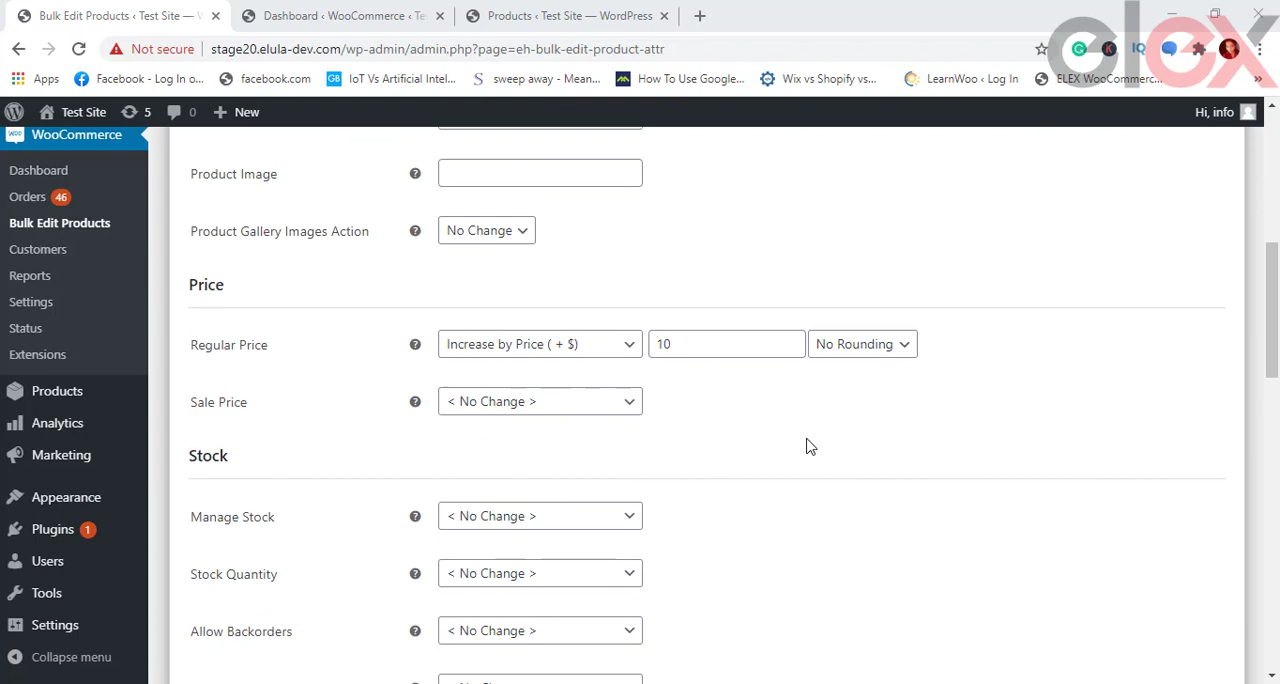 Bulk Edit Products ‹ Test Site — W
Dashboard ‹ WooCommerce ‹ Te
Products ‹ Test Site — WordPress
elex
Not secure
stage20.elula-dev.com/wp-admin/admin.php?page=eh-bulk-edit-product-attr
Apps
Facebook - Log In o...
facebook.com
GB
IoT Vs Artificial Intel...
sweep away - Mean...
How To Use Google...
Wix vs Shopify vs...
LearnWoo ‹ Log In
ELEX WooCommerc...
Test Site
5
0
New
Hi, info
WooCommerce
Dashboard
Orders 46
Bulk Edit Products
Customers
Reports
Settings
Status
Extensions
Products
Analytics
Marketing
Appearance
Plugins 1
Users
Tools
Settings
Collapse menu
Product Image
Product Gallery Images Action
No Change
Price
Regular Price
Increase by Price ( + $)
10
No Rounding
Sale Price
< No Change >
Stock
Manage Stock
< No Change >
Stock Quantity
< No Change >
Allow Backorders
< No Change >